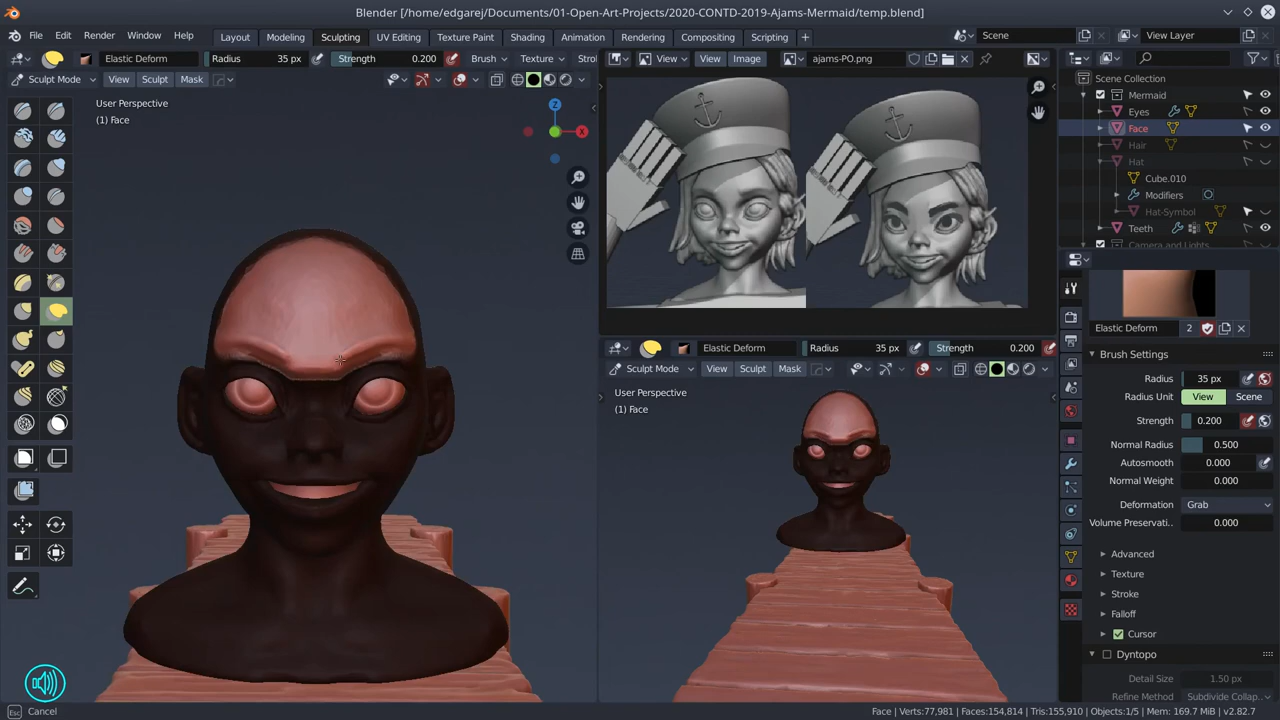 Blender [/home/edgarej/Documents/01-Open-Art-Projects/2020-CONTD-2019-Ajams-Mermaid/temp.blend]
File Edit Render Window Help Layout Modeling Sculpting UV Editing Texture Paint Shading Animation Rendering Compositing Scripting + Scene View Layer
Elastic Deform Radius 35 px Strength 0.200 Brush Texture Strok
Sculpt Mode View Sculpt Mask
User Perspective
(1) Face
Z
X
View View Image ajams-PO.png
Elastic Deform Radius 35 px Strength 0.200
Sculpt Mode View Sculpt Mask
User Perspective
(1) Face
Scene Collection
Mermaid
Eyes
Face
Hair
Hat
Cube.010
Modifiers
Hat-Symbol
Teeth
Camera and Lights
Elastic Deform 2
Brush Settings
Radius 35 px
Radius Unit View Scene
Strength 0.200
Normal Radius 0.500
Autosmooth 0.000
Normal Weight 0.000
Deformation Grab
Volume Preservati.. 0.000
Advanced
Texture
Stroke
Falloff
Cursor
Dyntopo
Detail Size 1.50 px
Refine Method Subdivide Collap..
Esc Cancel
Face | Verts:77,981 | Faces:154,814 | Tris:155,910 | Objects:1/5 | Mem: 169.7 MiB | v2.82.7